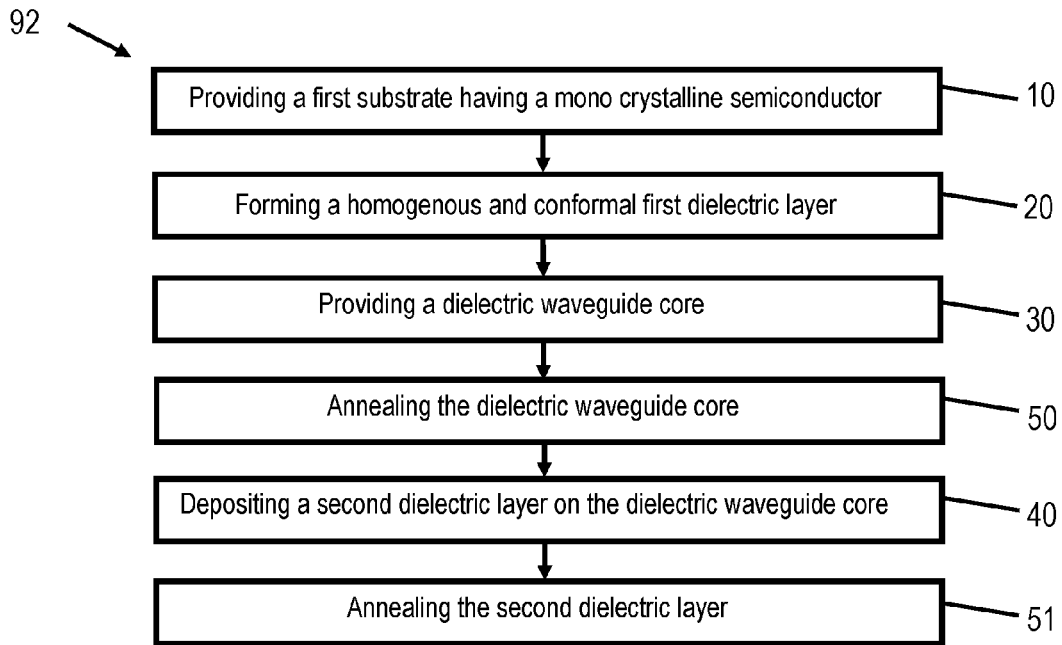 92
Providing a first substrate having a mono crystalline semiconductor
10
Forming a homogenous and conformal first dielectric layer
20
Providing a dielectric waveguide core
30
Annealing the dielectric waveguide core
50
Depositing a second dielectric layer on the dielectric waveguide core
40
Annealing the second dielectric layer
51